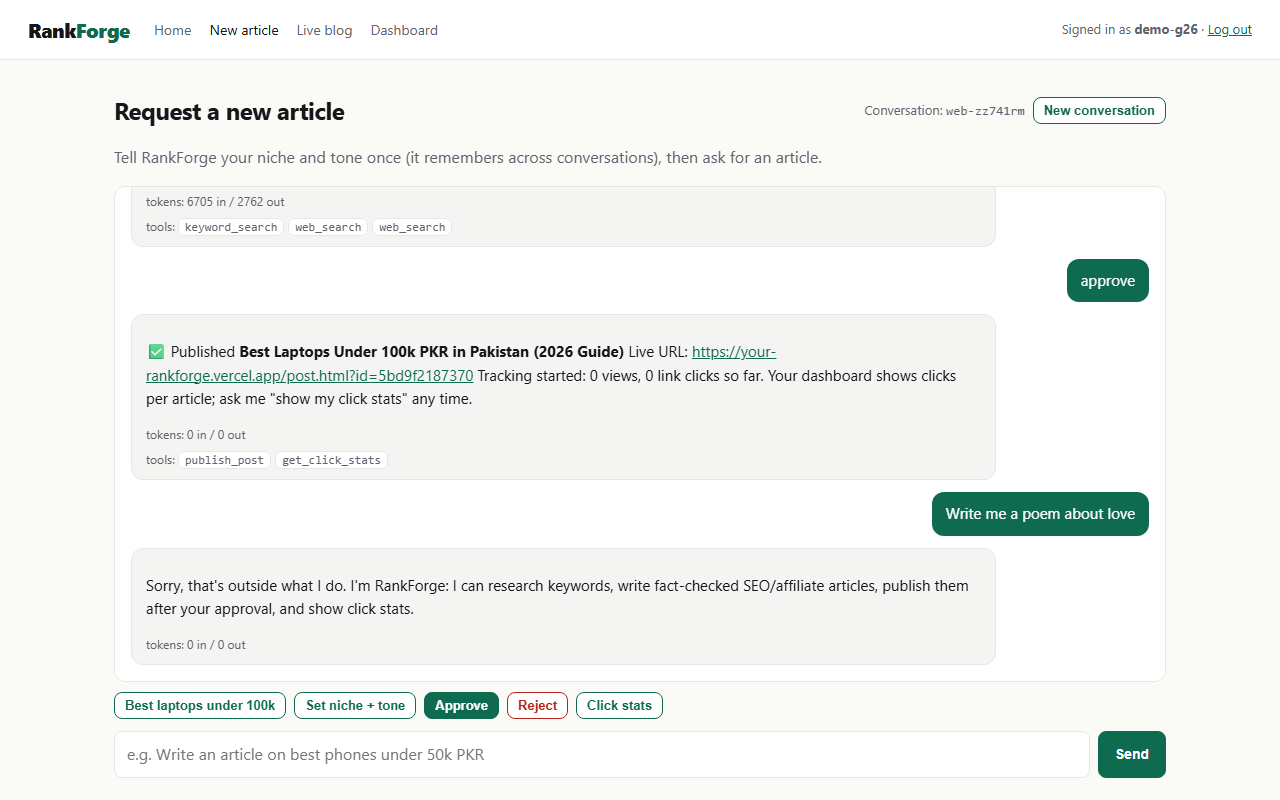 RankForge Home New article Live blog Dashboard Signed in as demo-g26 · Log out
Request a new article Conversation: web-zz741rm New conversation
Tell RankForge your niche and tone once (it remembers across conversations), then ask for an article.
tokens: 6705 in / 2762 out
tools: keyword_search web_search web_search
approve
✅ Published Best Laptops Under 100k PKR in Pakistan (2026 Guide) Live URL: https://your-
rankforge.vercel.app/post.html?id=5bd9f2187370 Tracking started: 0 views, 0 link clicks so far. Your dashboard shows clicks
per article; ask me "show my click stats" any time.
tokens: 0 in / 0 out
tools: publish_post get_click_stats
Write me a poem about love
Sorry, that's outside what I do. I'm RankForge: I can research keywords, write fact-checked SEO/affiliate articles, publish them
after your approval, and show click stats.
tokens: 0 in / 0 out
Best laptops under 100k Set niche + tone Approve Reject Click stats
e.g. Write an article on best phones under 50k PKR Send